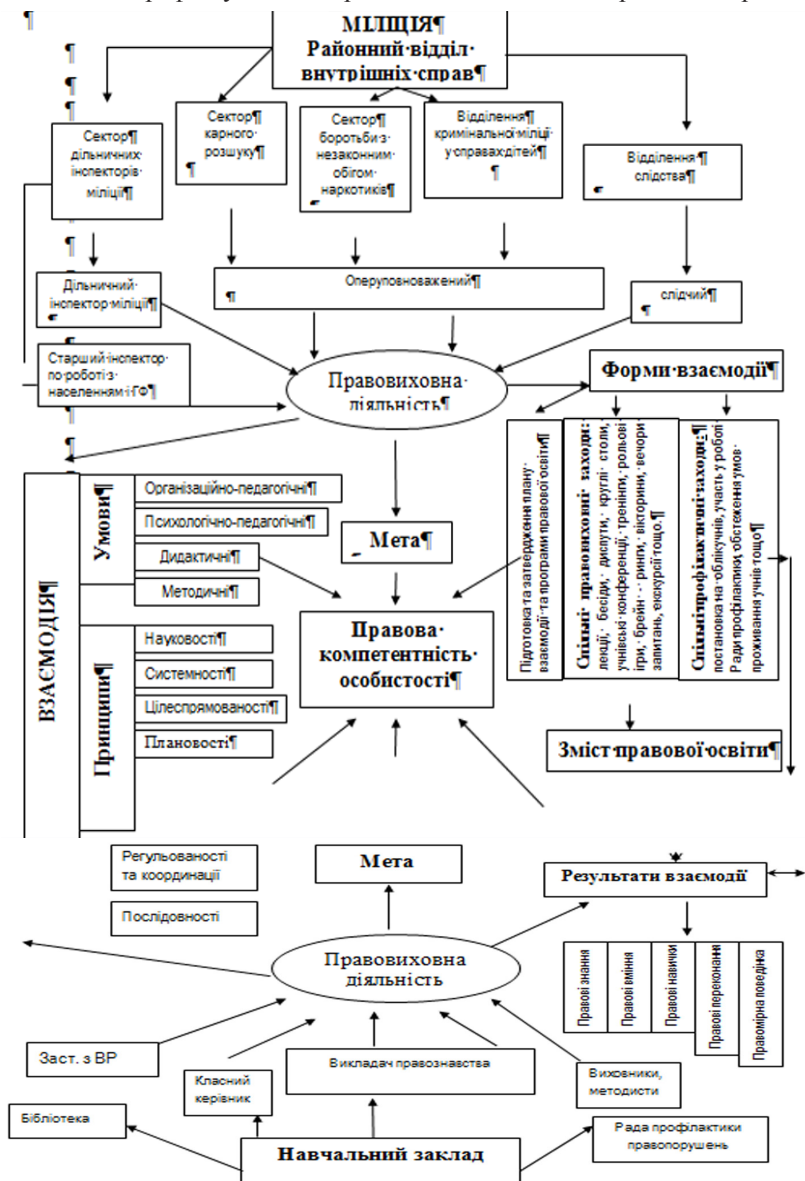 МІЛІЦІЯ
Районний відділ
внутрішніх справ
Сектор
дільничних
інспекторів
міліції
Сектор
карного
розшуку
Сектор
боротьби з
незаконним
обігом
наркотиків
Відділення
кримінальної міліції
у справах дітей
Відділення
слідства
Дільничний
інспектор міліції
Оперуповноважений
слідчий
Старший інспектор
по роботі з
населенням і ГФ
Правовиховна
діяльність
Форми взаємодії
ВЗАЄМОДІЯ
Умови
Організаційно-педагогічні
Психологічно-педагогічні
Дидактичні
Методичні
Мета
Підготовка та затвердження плану
взаємодії та програми правової освіти
Спільні правовиховні заходи:
лекції, бесіди, диспути, круглі столи,
учнівські конференції, тренінги, рольові
ігри, брейн - ринги, вікторини, вечори
запитань, екскурсії тощо.
Спільні профілактичні заходи:
постановка на облік учнів, участь у роботі
Ради профілактики, обстеження умов
проживання учнів тощо
Принципи
Науковості
Системності
Цілеспрямованості
Плановості
Правова
компетентність
особистості
Зміст правової освіти
Регульованості
та координації
Послідовності
Мета
Результати взаємодії
Правовиховна
діяльність
Правові знання
Правові вміння
Правові навички
Правові переконання
Правомірна поведінка
Заст. з ВР
Класний
керівник
Викладач правознавства
Виховники,
методисти
Бібліотека
Навчальний заклад
Рада профілактики
правопорушень